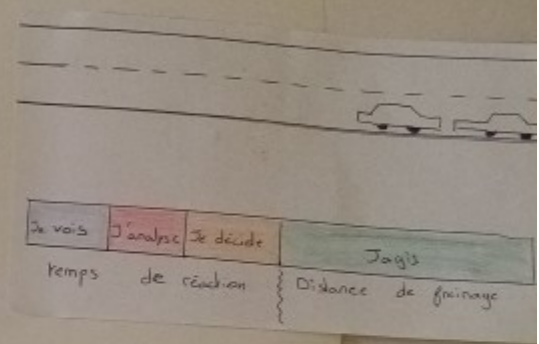 Je vois J'analyse Je décide J'agis
temps de réaction Distance de freinage